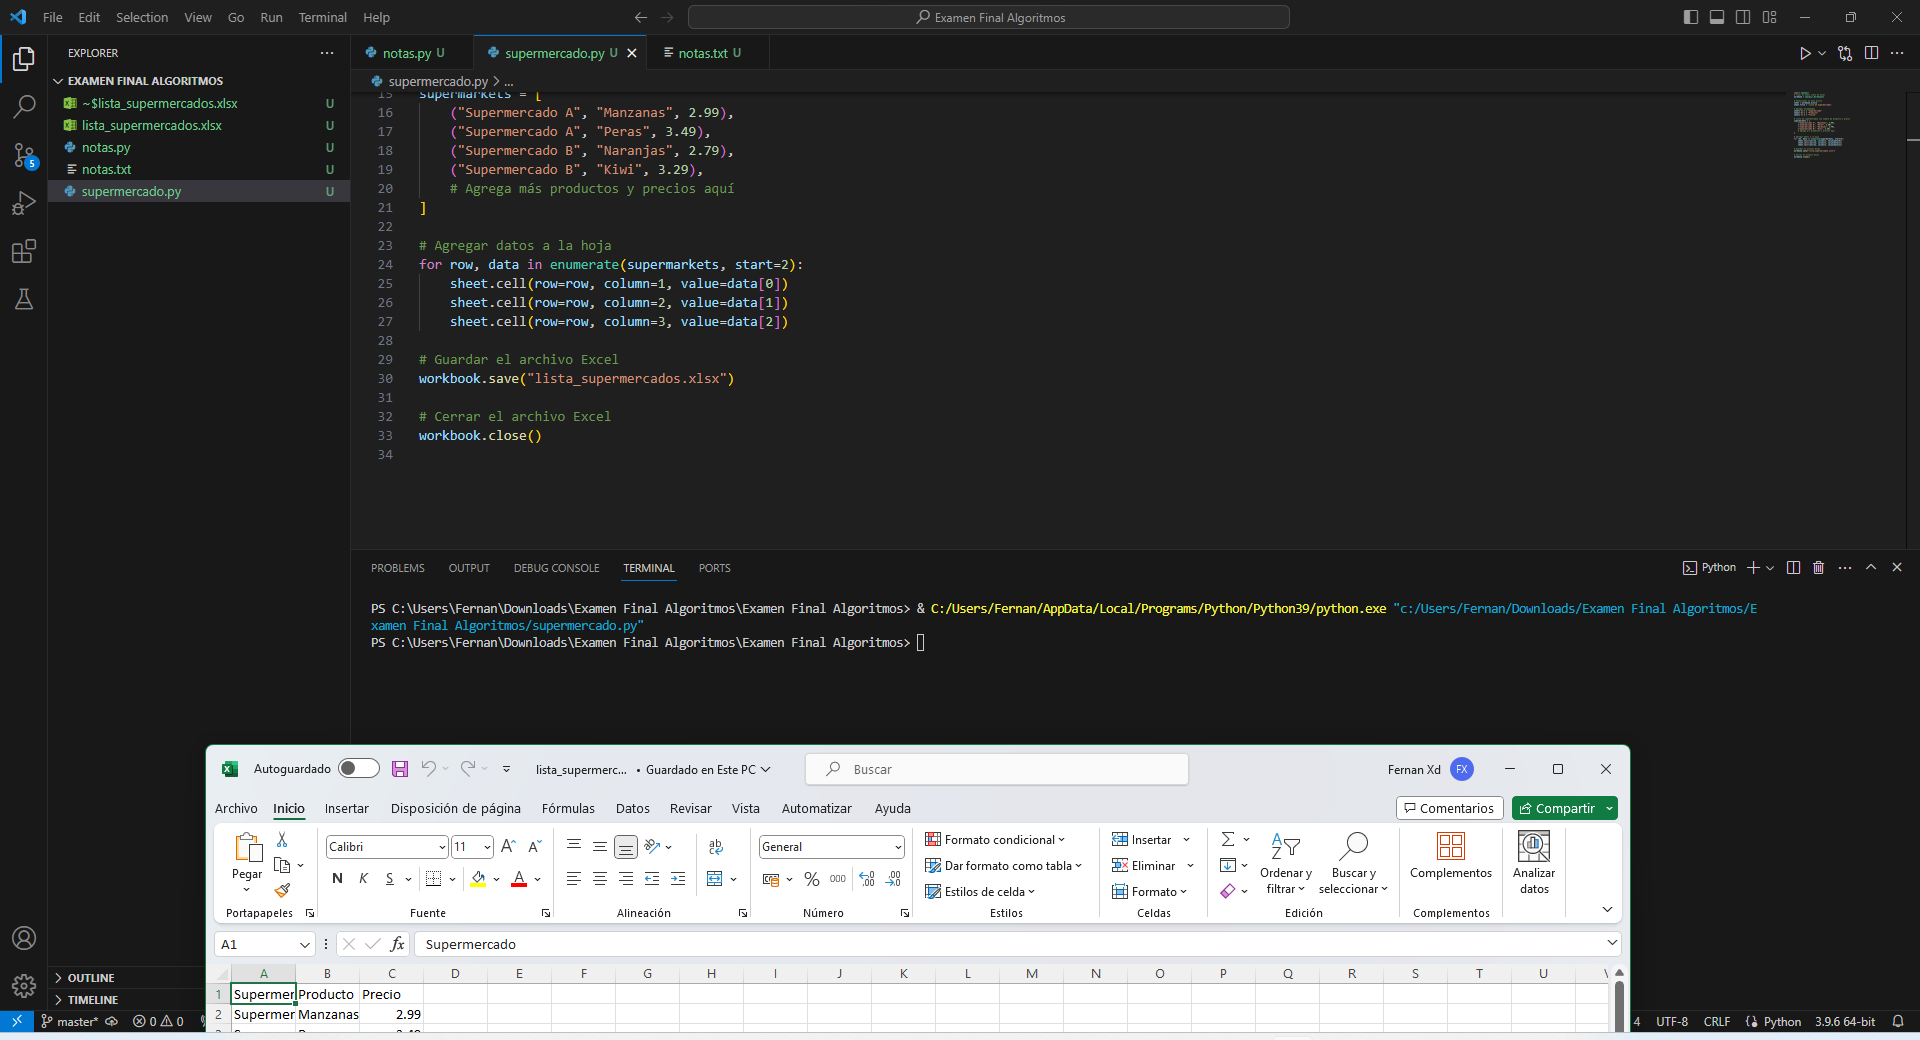 File Edit Selection View Go Run Terminal Help
Examen Final Algoritmos
EXPLORER
EXAMEN FINAL ALGORITMOS
~$lista_supermercados.xlsx U
lista_supermercados.xlsx U
notas.py U
notas.txt U
supermercado.py U
OUTLINE
TIMELINE
notas.py U supermercado.py U notas.txt U
supermercado.py > ...
15 supermarkets = [
16 ("Supermercado A", "Manzanas", 2.99),
17 ("Supermercado A", "Peras", 3.49),
18 ("Supermercado B", "Naranjas", 2.79),
19 ("Supermercado B", "Kiwi", 3.29),
20 # Agrega más productos y precios aquí
21 ]
22
23 # Agregar datos a la hoja
24 for row, data in enumerate(supermarkets, start=2):
25 sheet.cell(row=row, column=1, value=data[0])
26 sheet.cell(row=row, column=2, value=data[1])
27 sheet.cell(row=row, column=3, value=data[2])
28
29 # Guardar el archivo Excel
30 workbook.save("lista_supermercados.xlsx")
31
32 # Cerrar el archivo Excel
33 workbook.close()
34
PROBLEMS OUTPUT DEBUG CONSOLE TERMINAL PORTS
Python
PS C:\Users\Fernan\Downloads\Examen Final Algoritmos\Examen Final Algoritmos> & C:/Users/Fernan/AppData/Local/Programs/Python/Python39/python.exe "c:/Users/Fernan/Downloads/Examen Final Algoritmos/E
xamen Final Algoritmos/supermercado.py"
PS C:\Users\Fernan\Downloads\Examen Final Algoritmos\Examen Final Algoritmos>
Autoguardado lista_supermerc... • Guardado en Este PC Buscar Fernan Xd FX
Archivo Inicio Insertar Disposición de página Fórmulas Datos Revisar Vista Automatizar Ayuda Comentarios Compartir
Pegar
Portapapeles
Calibri 11
N K S
Fuente
ab
Alineación
General
% 000
Número
Formato condicional
Dar formato como tabla
Estilos de celda
Estilos
Insertar
Eliminar
Formato
Celdas
Ordenar y
filtrar
Buscar y
seleccionar
Edición
Complementos
Complementos
Analizar
datos
A1 fx Supermercado
A B C D E F G H I J K L M N O P Q R S T U
1 Supermer Producto Precio
2 Supermer Manzanas 2.99
5
master* 0 0 4 UTF-8 CRLF Python 3.9.6 64-bit